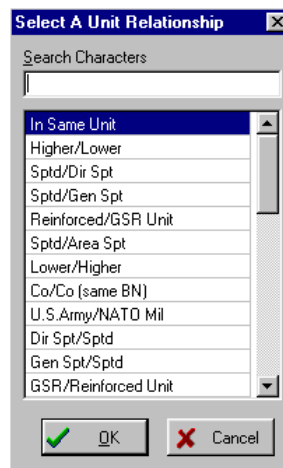 Select A Unit Relationship
Search Characters
In Same Unit
Higher/Lower
Sptd/Dir Spt
Sptd/Gen Spt
Reinforced/GSR Unit
Sptd/Area Spt
Lower/Higher
Co/Co (same BN)
U.S.Army/NATO Mil
Dir Spt/Sptd
Gen Spt/Sptd
GSR/Reinforced Unit
OK Cancel